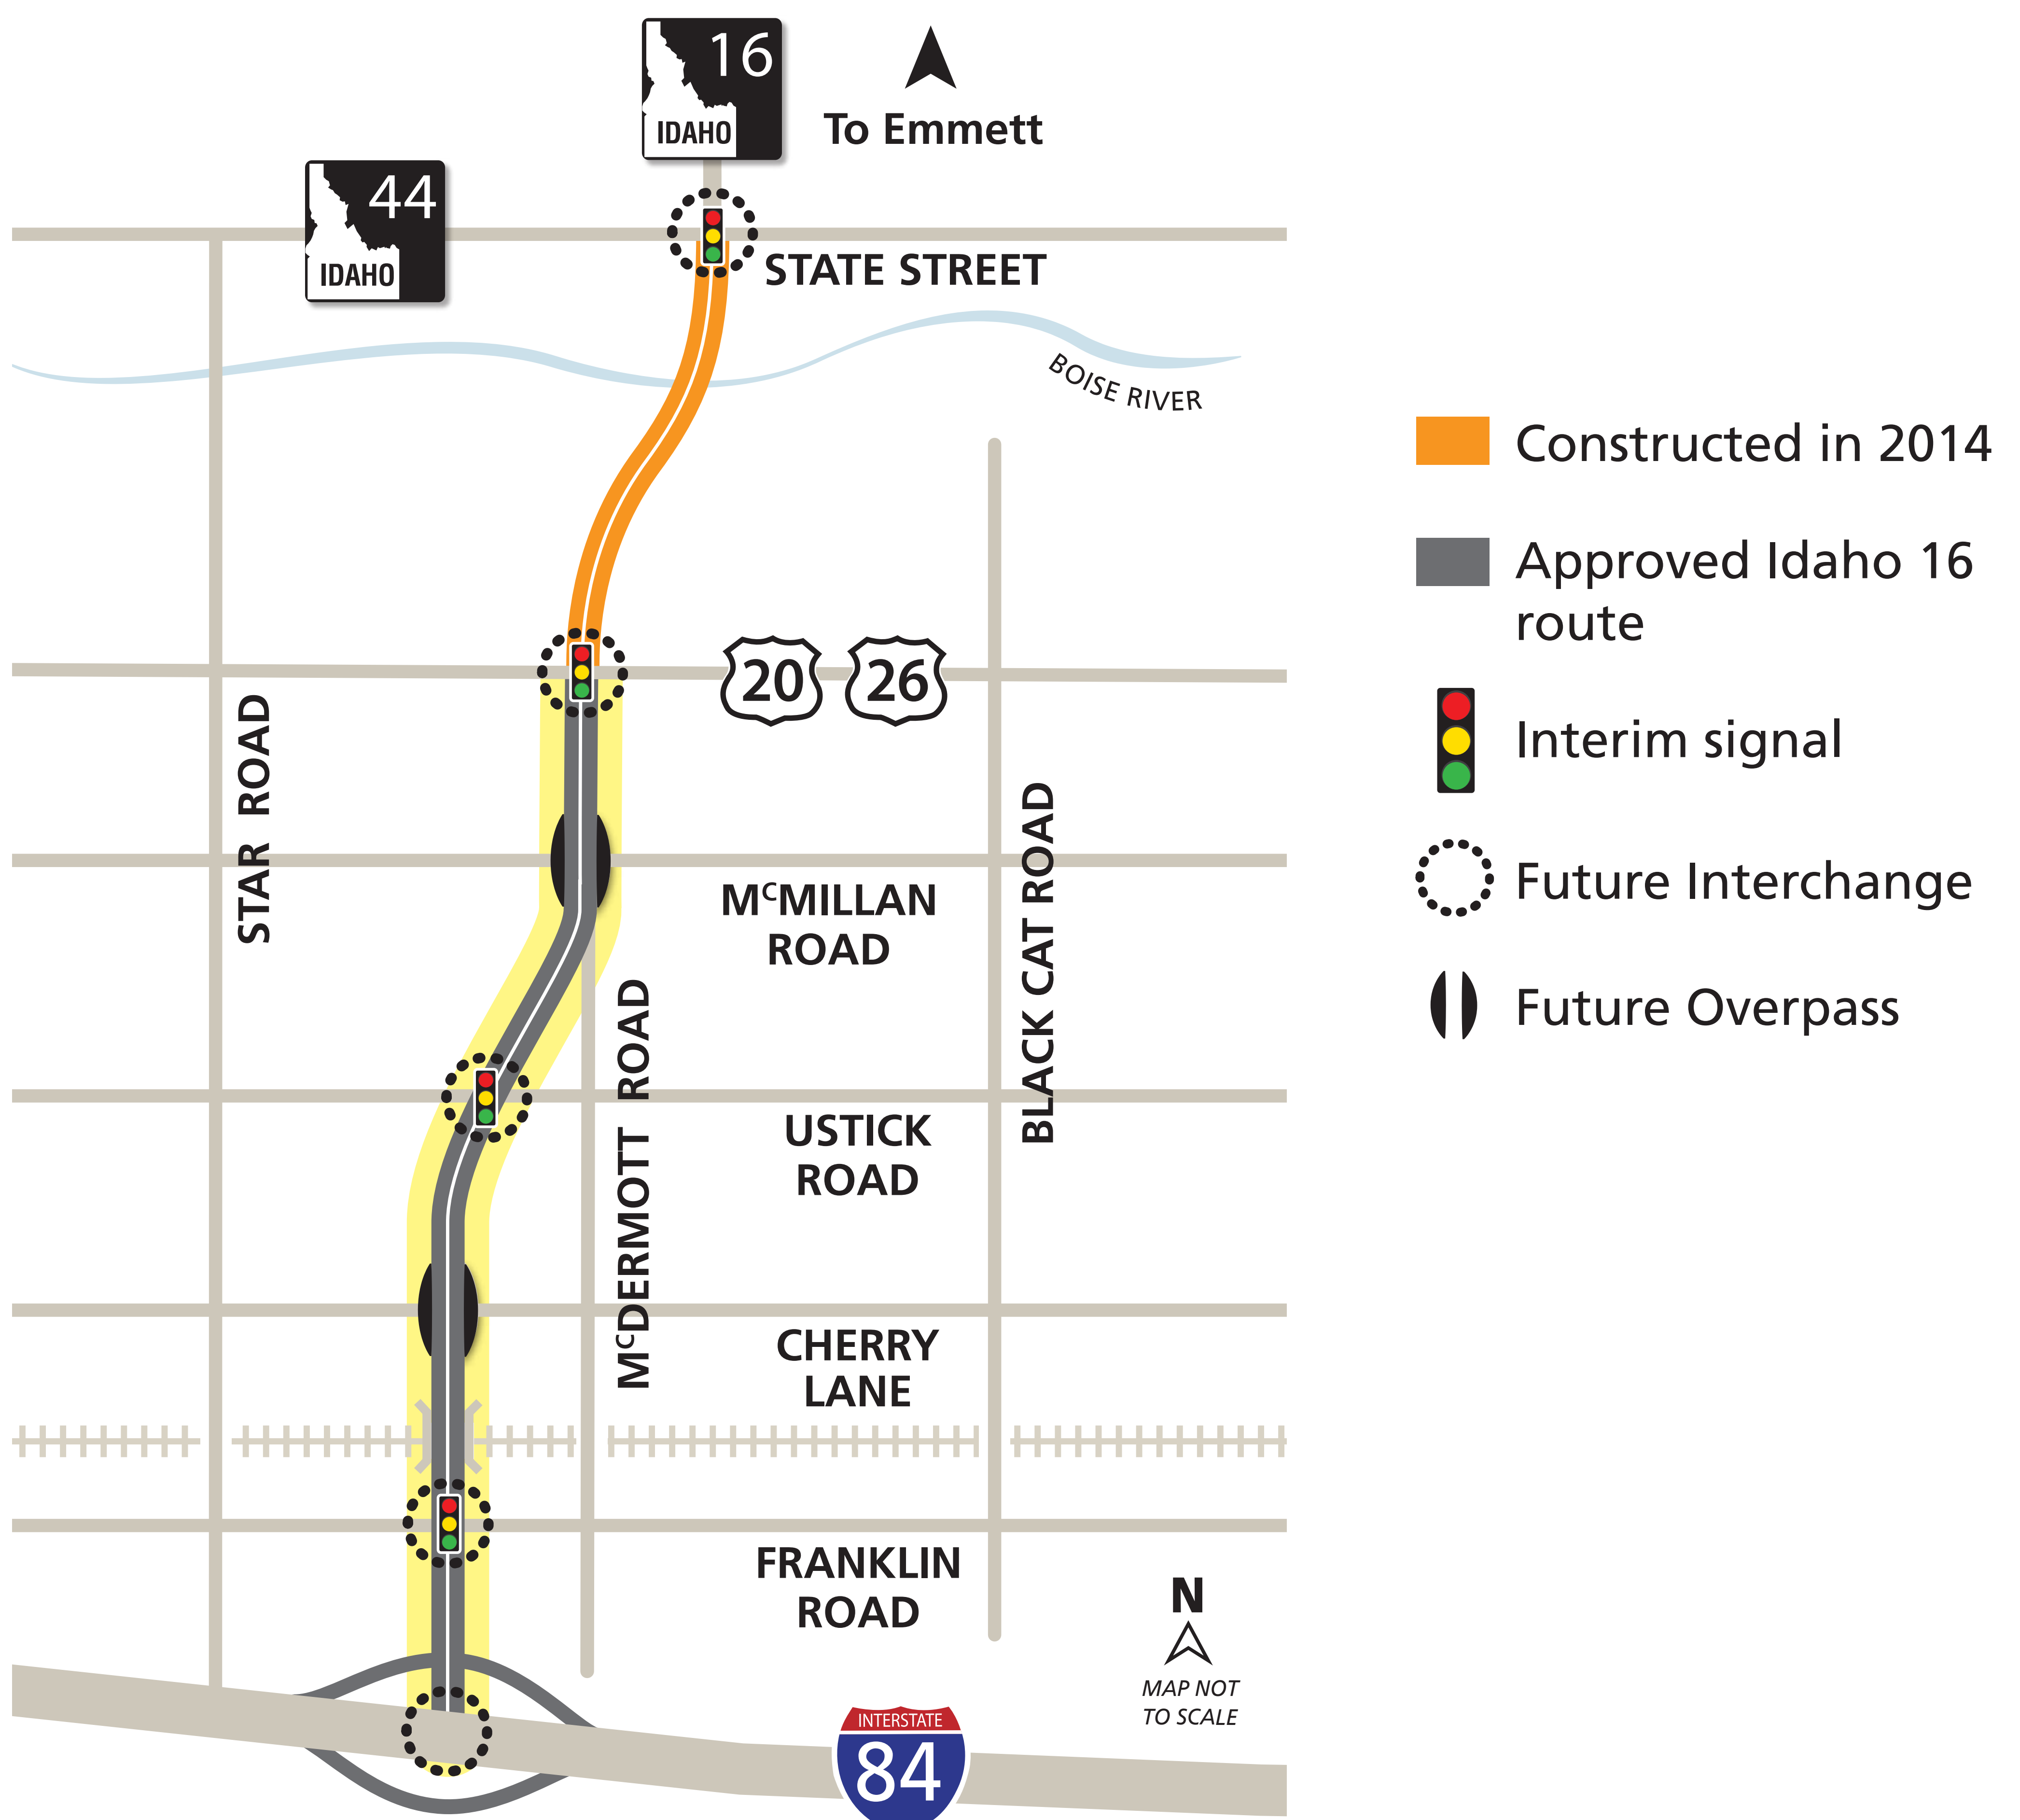 16
IDAHO
To Emmett
44
IDAHO
STATE STREET
BOISE RIVER
Constructed in 2014
Approved Idaho 16
route
20
26
STAR ROAD
Interim signal
BLACK CAT ROAD
Future Interchange
McMILLAN
ROAD
McDERMOTT ROAD
Future Overpass
USTICK
ROAD
CHERRY
LANE
FRANKLIN
ROAD
N
MAP NOT
TO SCALE
INTERSTATE
84